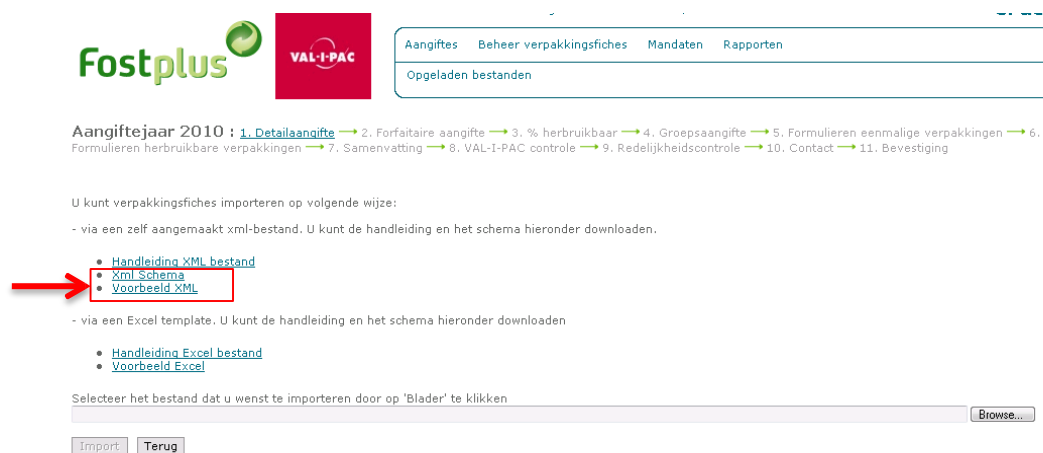 Fostplus
VAL-I-PAC
Aangiftes Beheer verpakkingsfiches Mandaten Rapporten
Opgeladen bestanden
Aangiftejaar 2010 : 1. Detailaangifte → 2. Forfaitaire aangifte → 3. % herbruikbaar → 4. Groepsaangifte → 5. Formulieren eenmalige verpakkingen → 6.
Formulieren herbruikbare verpakkingen → 7. Samenvatting → 8. VAL-I-PAC controle → 9. Redelijkheidscontrole → 10. Contact → 11. Bevestiging
U kunt verpakkingsfiches importeren op volgende wijze:
- via een zelf aangemaakt xml-bestand. U kunt de handleiding en het schema hieronder downloaden.
• Handleiding XML bestand
• Xml Schema
• Voorbeeld XML
- via een Excel template. U kunt de handleiding en het schema hieronder downloaden
• Handleiding Excel bestand
• Voorbeeld Excel
Selecteer het bestand dat u wenst te importeren door op 'Blader' te klikken
Browse...
Import Terug